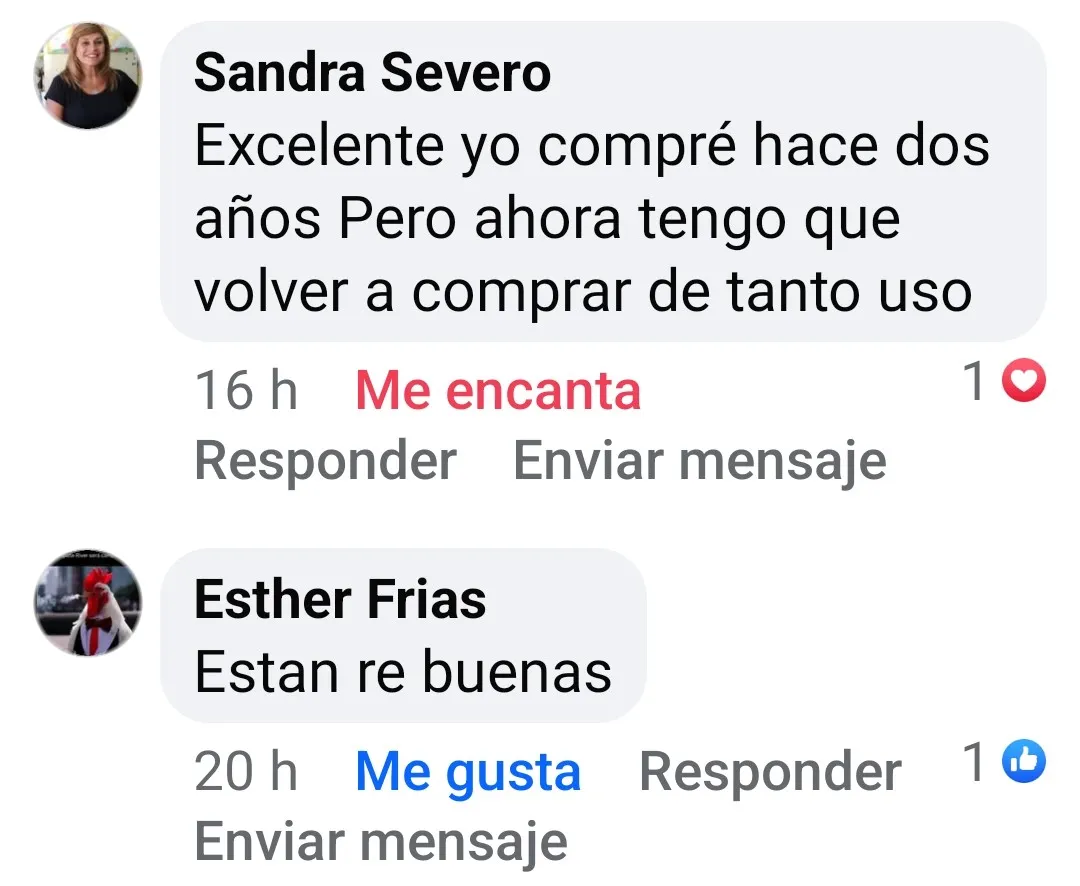 Sandra Severo
Excelente yo compré hace dos
años Pero ahora tengo que
volver a comprar de tanto uso
16 h Me encanta 1
Responder Enviar mensaje
Esther Frias
Estan re buenas
20 h Me gusta Responder 1
Enviar mensaje